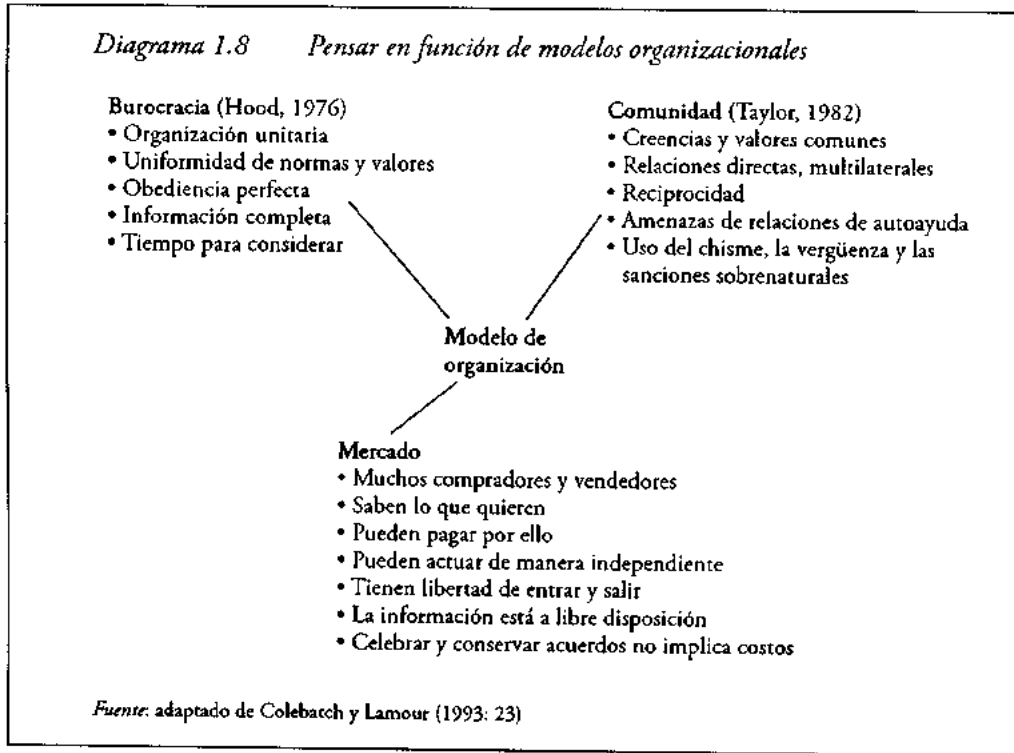 Diagrama 1.8 Pensar en función de modelos organizacionales
Burocracia (Hood, 1976)
• Organización unitaria
• Uniformidad de normas y valores
• Obediencia perfecta
• Información completa
• Tiempo para considerar
Comunidad (Taylor, 1982)
• Creencias y valores comunes
• Relaciones directas, multilaterales
• Reciprocidad
• Amenazas de relaciones de autoayuda
• Uso del chisme, la vergüenza y las
sanciones sobrenaturales
Modelo de
organización
Mercado
• Muchos compradores y vendedores
• Saben lo que quieren
• Pueden pagar por ello
• Pueden actuar de manera independiente
• Tienen libertad de entrar y salir
• La información está a libre disposición
• Celebrar y conservar acuerdos no implica costos
Fuente: adaptado de Colebatch y Lamour (1993: 23)